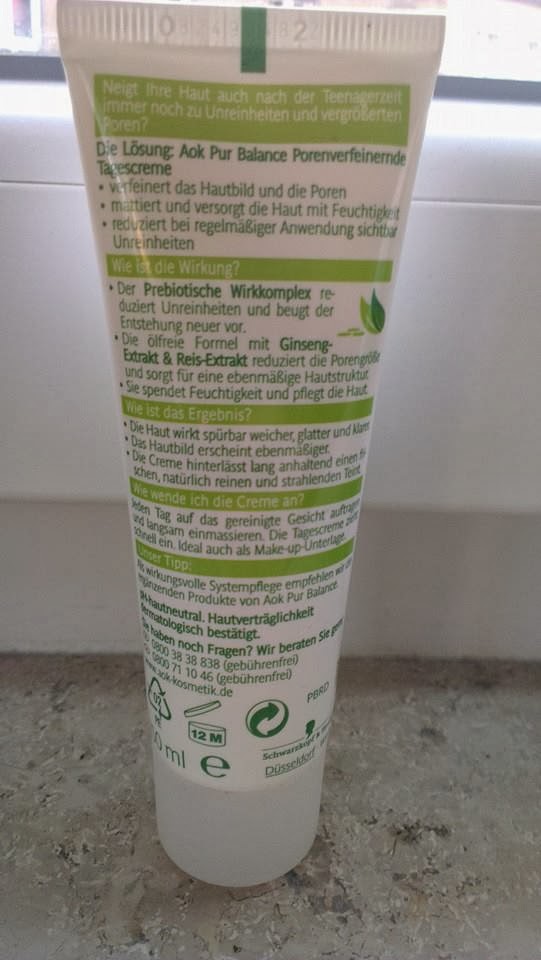 Neigt Ihre Haut auch nach der Teenagerzeit
immer noch zu Unreinheiten und vergrößerten
Poren?
Die Lösung: Aok Pur Balance Porenverfeinernde
Tagescreme
• verfeinert das Hautbild und die Poren
• mattiert und versorgt die Haut mit Feuchtigkeit
• reduziert bei regelmäßiger Anwendung sichtbar
Unreinheiten
Wie ist die Wirkung?
• Der Prebiotische Wirkkomplex re-
duziert Unreinheiten und beugt der
Entstehung neuer vor.
• Die ölfreie Formel mit Ginseng-
Extrakt & Reis-Extrakt reduziert die Porengröße
und sorgt für eine ebenmäßige Hautstruktur.
• Sie spendet Feuchtigkeit und pflegt die Haut.
Wie ist das Ergebnis?
• Die Haut wirkt spürbar weicher, glatter und klarer
• Das Hautbild erscheint ebenmäßiger.
• Die Creme hinterlässt lang anhaltend einen fri-
schen, natürlich reinen und strahlenden Teint.
Wie wende ich die Creme an?
Jeden Tag auf das gereinigte Gesicht auftragen
und langsam einmassieren. Die Tagescreme zieht
schnell ein. Ideal auch als Make-up-Unterlage.
Unser Tipp:
Als wirkungsvolle Systempflege empfehlen wir
ergänzenden Produkte von Aok Pur Balance.
pH-hautneutral. Hautverträglichkeit
dermatologisch bestätigt.
Sie haben noch Fragen? Wir beraten Sie gern
0800 38 38 838 (gebührenfrei)
0800 71 10 46 (gebührenfrei)
www.aok-kosmetik.de
PBRD
02
PE
12 M
0 ml e
Schwarzkopf &
Düsseldorf